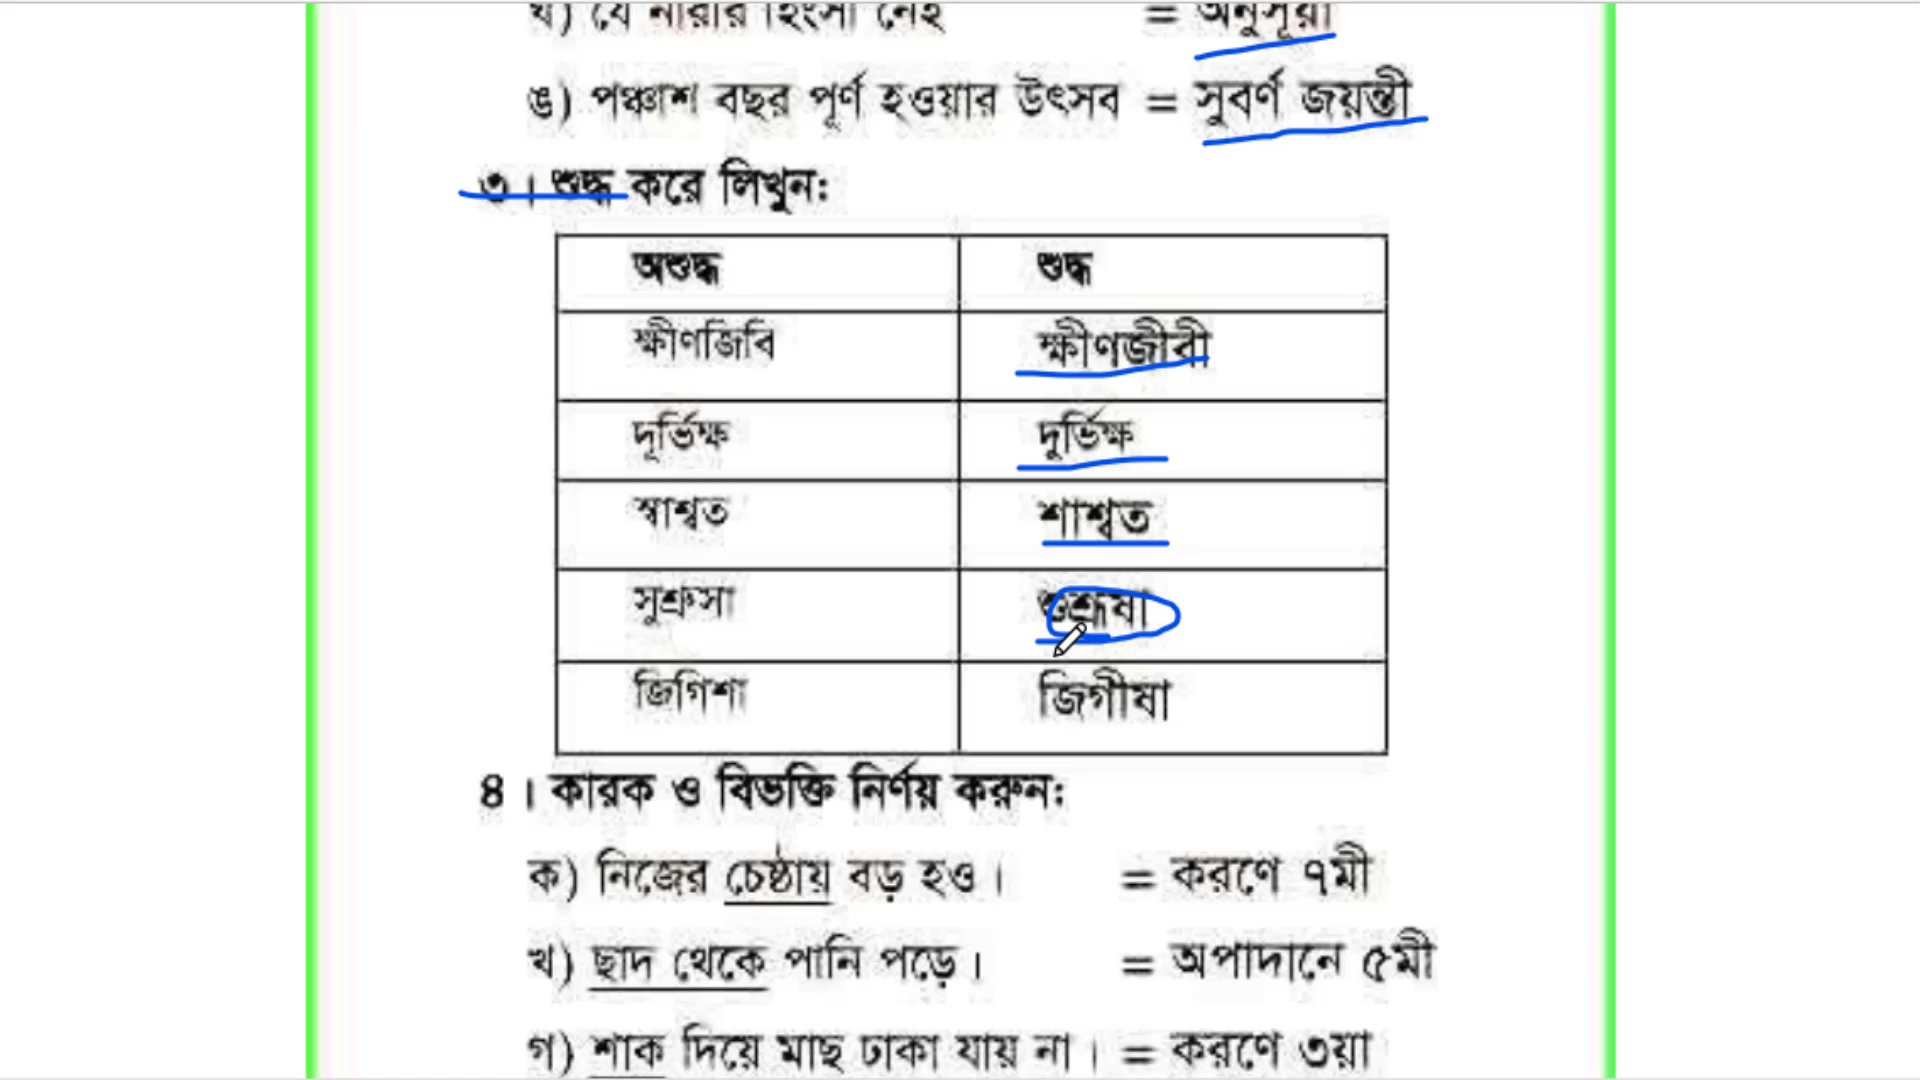 ঘ) যে নারীর হিংসা নেই = অনুসূয়া
ঙ) পঞ্চাশ বছর পূর্ণ হওয়ার উৎসব = সুবর্ণ জয়ন্তী
৩। শুদ্ধ করে লিখুন:
অশুদ্ধ শুদ্ধ
ক্ষীণজিবি ক্ষীণজীবী
দূর্ভিক্ষ দুর্ভিক্ষ
স্বাশ্বত শাশ্বত
সুশ্রুসা শুশ্রূষা
জিগিশা জিগীষা
৪। কারক ও বিভক্তি নির্ণয় করুন:
ক) নিজের চেষ্ঠায় বড় হও। = করণে ৭মী
খ) ছাদ থেকে পানি পড়ে। = অপাদানে ৫মী
গ) শাক দিয়ে মাছ ঢাকা যায় না। = করণে ৩য়া